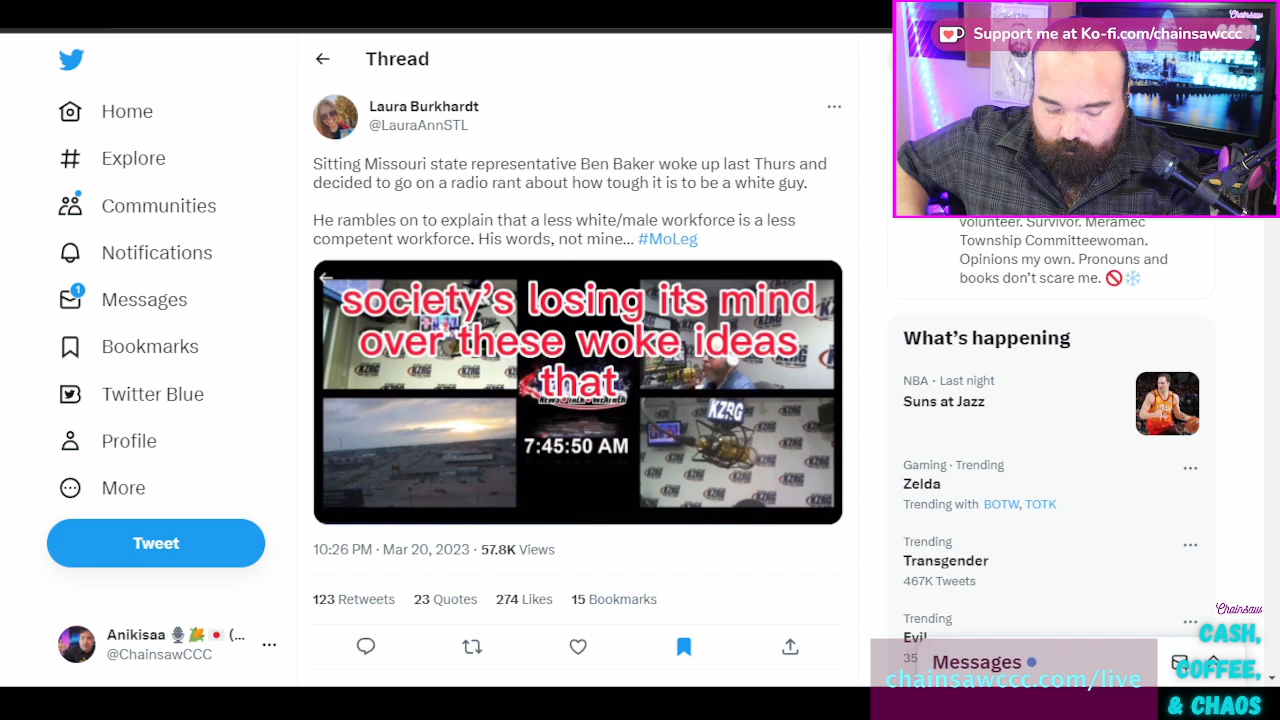 Home
Explore
Communities
Notifications
1
Messages
Bookmarks
Twitter Blue
Profile
More
Tweet
Anikisaa 🎙️🌽🇯🇵 (...
@ChainsawCCC
Thread
Laura Burkhardt
@LauraAnnSTL
Sitting Missouri state representative Ben Baker woke up last Thurs and
decided to go on a radio rant about how tough it is to be a white guy.
He rambles on to explain that a less white/male workforce is a less
competent workforce. His words, not mine... #MoLeg
society's losing its mind
over these woke ideas
that
KZRG
7:45:50 AM
10:26 PM · Mar 20, 2023 · 57.8K Views
123 Retweets 23 Quotes 274 Likes 15 Bookmarks
Chainsaw
Support me at Ko-fi.com/chainsawccc
CASH,
COFFEE,
& CHAOS
volunteer. Survivor. Meramec
Township Committeewoman.
Opinions my own. Pronouns and
books don't scare me. 🚫❄️
What's happening
NBA · Last night
Suns at Jazz
Gaming · Trending
Zelda
Trending with BOTW, TOTK
Trending
Transgender
467K Tweets
Trending
Evil
35
Messages
chainsawccc.com/live
Chainsaw
CASH,
COFFEE,
& CHAOS